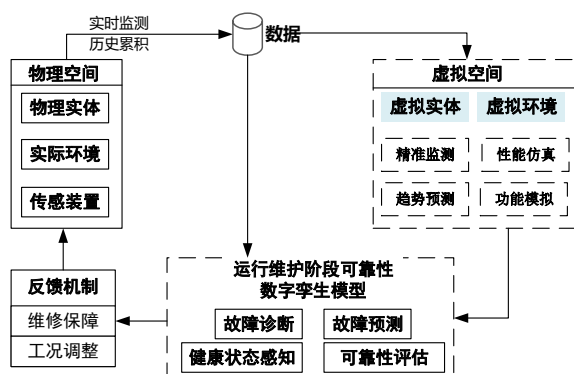 实时监测
历史累积
数据
物理空间
物理实体
实际环境
传感装置
虚拟空间
虚拟实体 虚拟环境
精准监测 性能仿真
趋势预测 功能模拟
运行维护阶段可靠性
数字孪生模型
故障诊断 故障预测
健康状态感知 可靠性评估
反馈机制
维修保障
工况调整